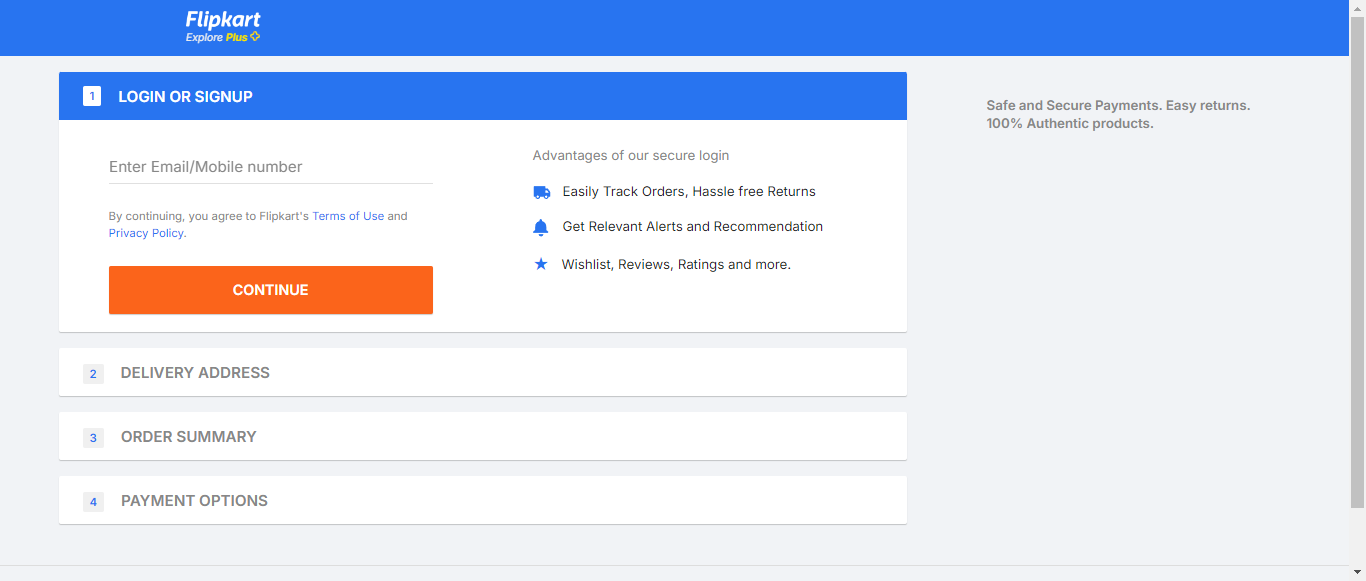 Flipkart
Explore Plus
1 LOGIN OR SIGNUP
Enter Email/Mobile number
By continuing, you agree to Flipkart's Terms of Use and
Privacy Policy.
CONTINUE
Advantages of our secure login
Easily Track Orders, Hassle free Returns
Get Relevant Alerts and Recommendation
Wishlist, Reviews, Ratings and more.
Safe and Secure Payments. Easy returns.
100% Authentic products.
2 DELIVERY ADDRESS
3 ORDER SUMMARY
4 PAYMENT OPTIONS